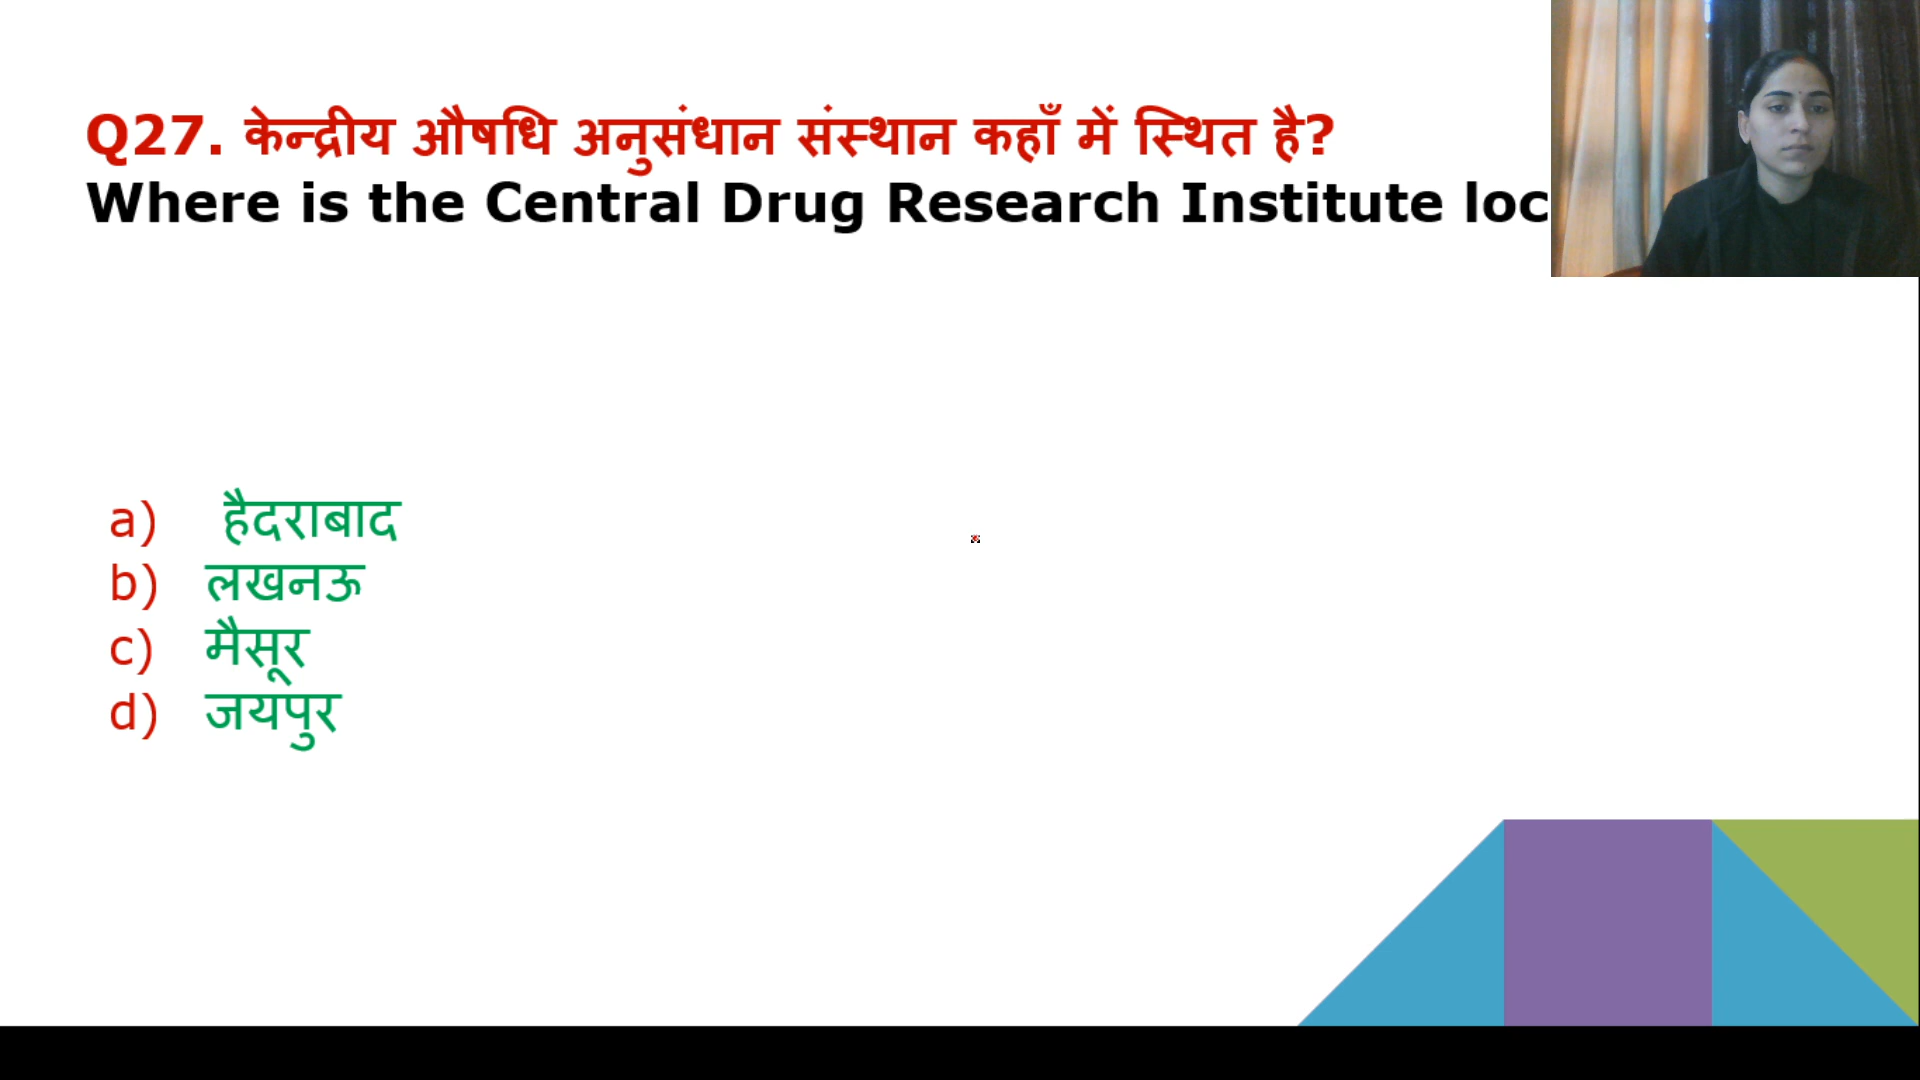 Q27. केन्द्रीय औषधि अनुसंधान संस्थान कहाँ में स्थित है?
Where is the Central Drug Research Institute loc
a) हैदराबाद
b) लखनऊ
c) मैसूर
d) जयपुर